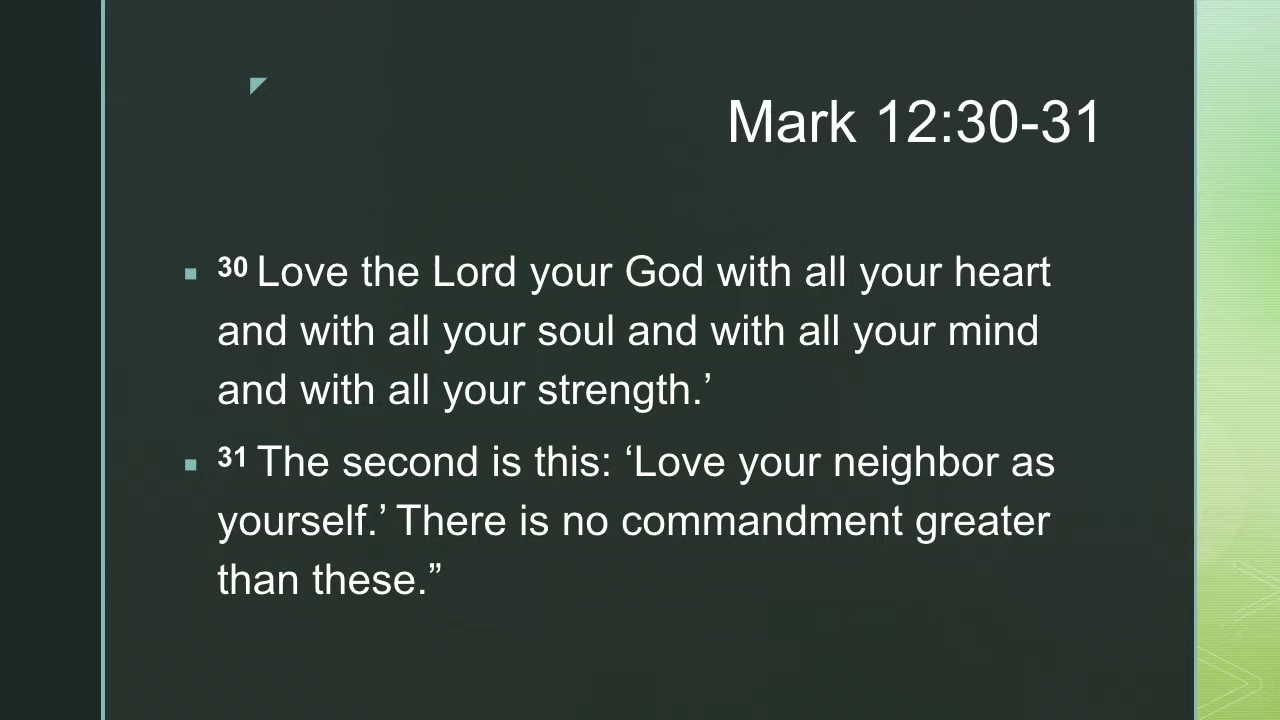 Mark 12:30-31
30 Love the Lord your God with all your heart
and with all your soul and with all your mind
and with all your strength.’
31 The second is this: ‘Love your neighbor as
yourself.’ There is no commandment greater
than these.”